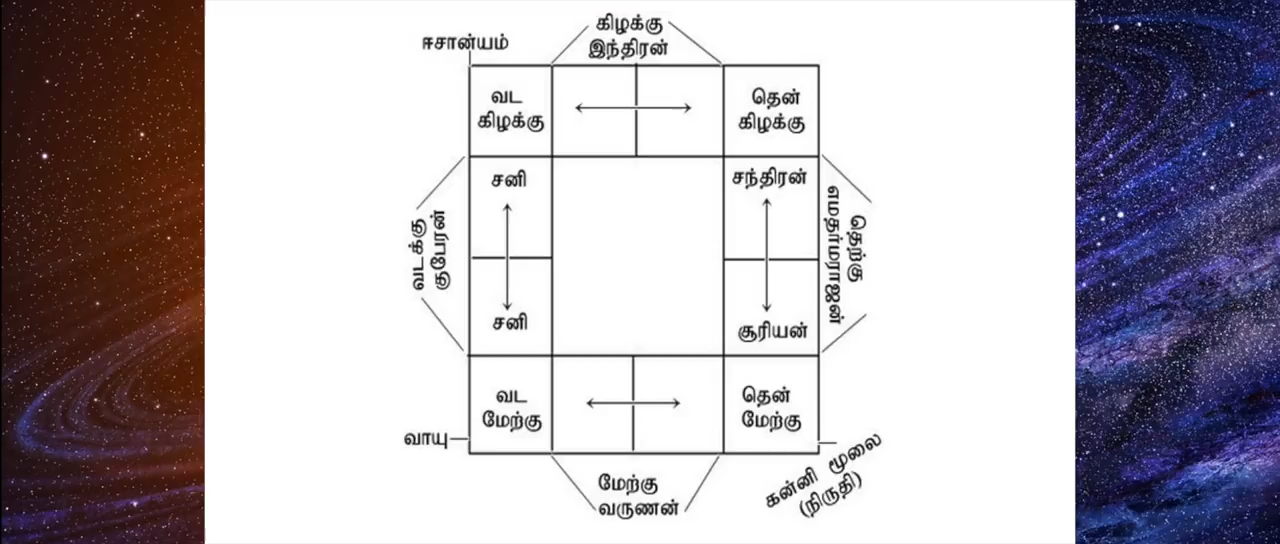 கிழக்கு
இந்திரன்
ஈசான்யம்
வட
கிழக்கு
தென்
கிழக்கு
சனி
சந்திரன்
வடக்கு
குபேரன்
தெற்கு
எமதர்மராஜன்
சனி
சூரியன்
வட
மேற்கு
தென்
மேற்கு
வாயு
கன்னி மூலை
(நிருதி)
மேற்கு
வருணன்